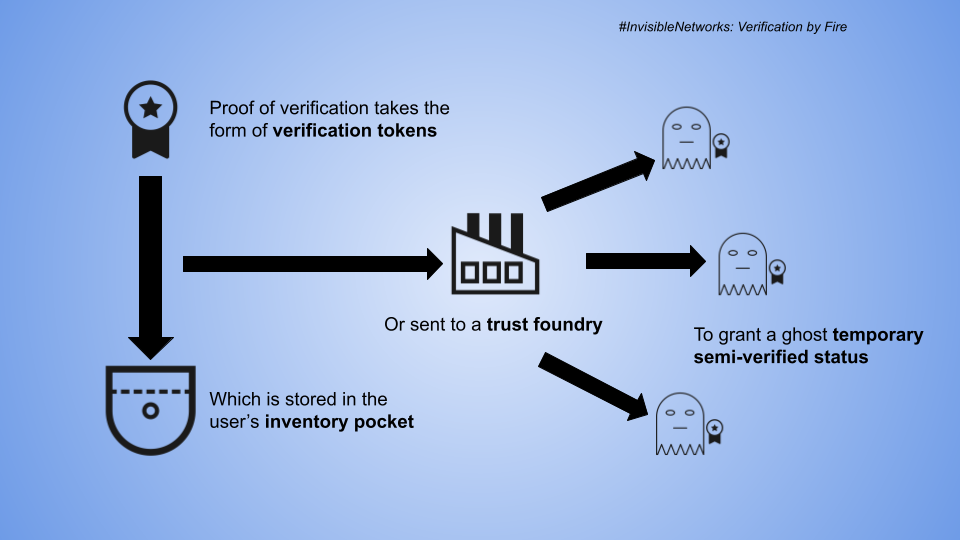 #InvisibleNetworks: Verification by Fire
Proof of verification takes the
form of verification tokens
Or sent to a trust foundry
To grant a ghost temporary
semi-verified status
Which is stored in the
user’s inventory pocket